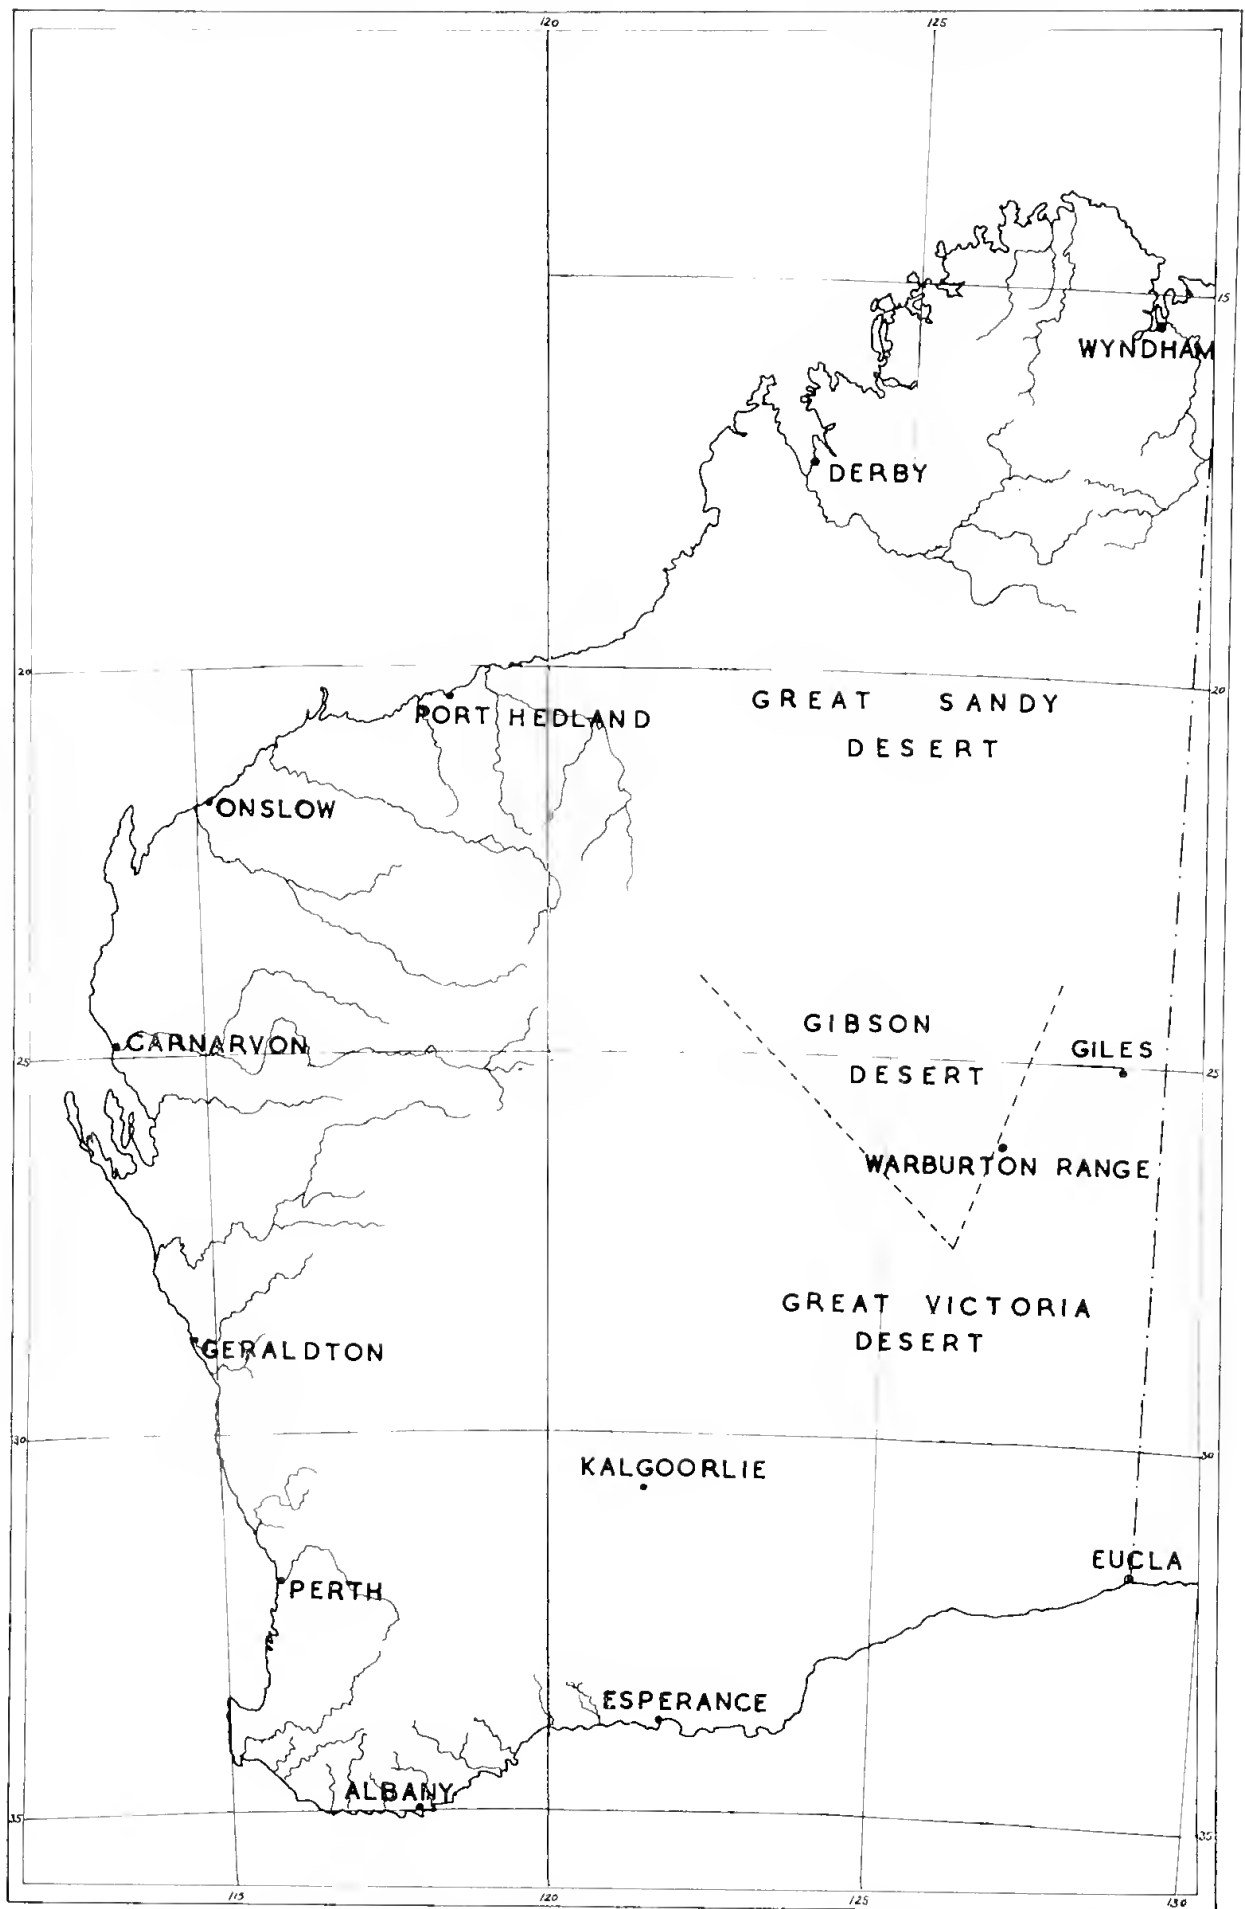 120 125
15
WYNDHAM
DERBY
20 20
GREAT SANDY
DESERT
PORT HEDLAND
ONSLOW
GIBSON
DESERT
GILES
CARNARVON
25 25
WARBURTON RANGE
GREAT VICTORIA
DESERT
GERALDTON
30 30
KALGOORLIE
EUCLA
PERTH
ESPERANCE
ALBANY
35 35
115 120 125 130